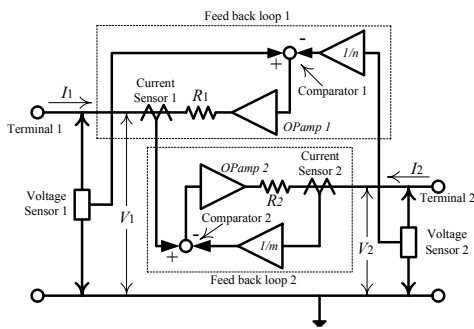 Feed back loop 1
-
+
1/n
I1
Current
Sensor 1
R1
Comparator 1
OPamp 1
Terminal 1
OPamp 2
Current
Sensor 2
I2
Voltage
Sensor 1
V1
R2
Terminal 2
Comparator 2
-
+
1/m
V2
Voltage
Sensor 2
Feed back loop 2